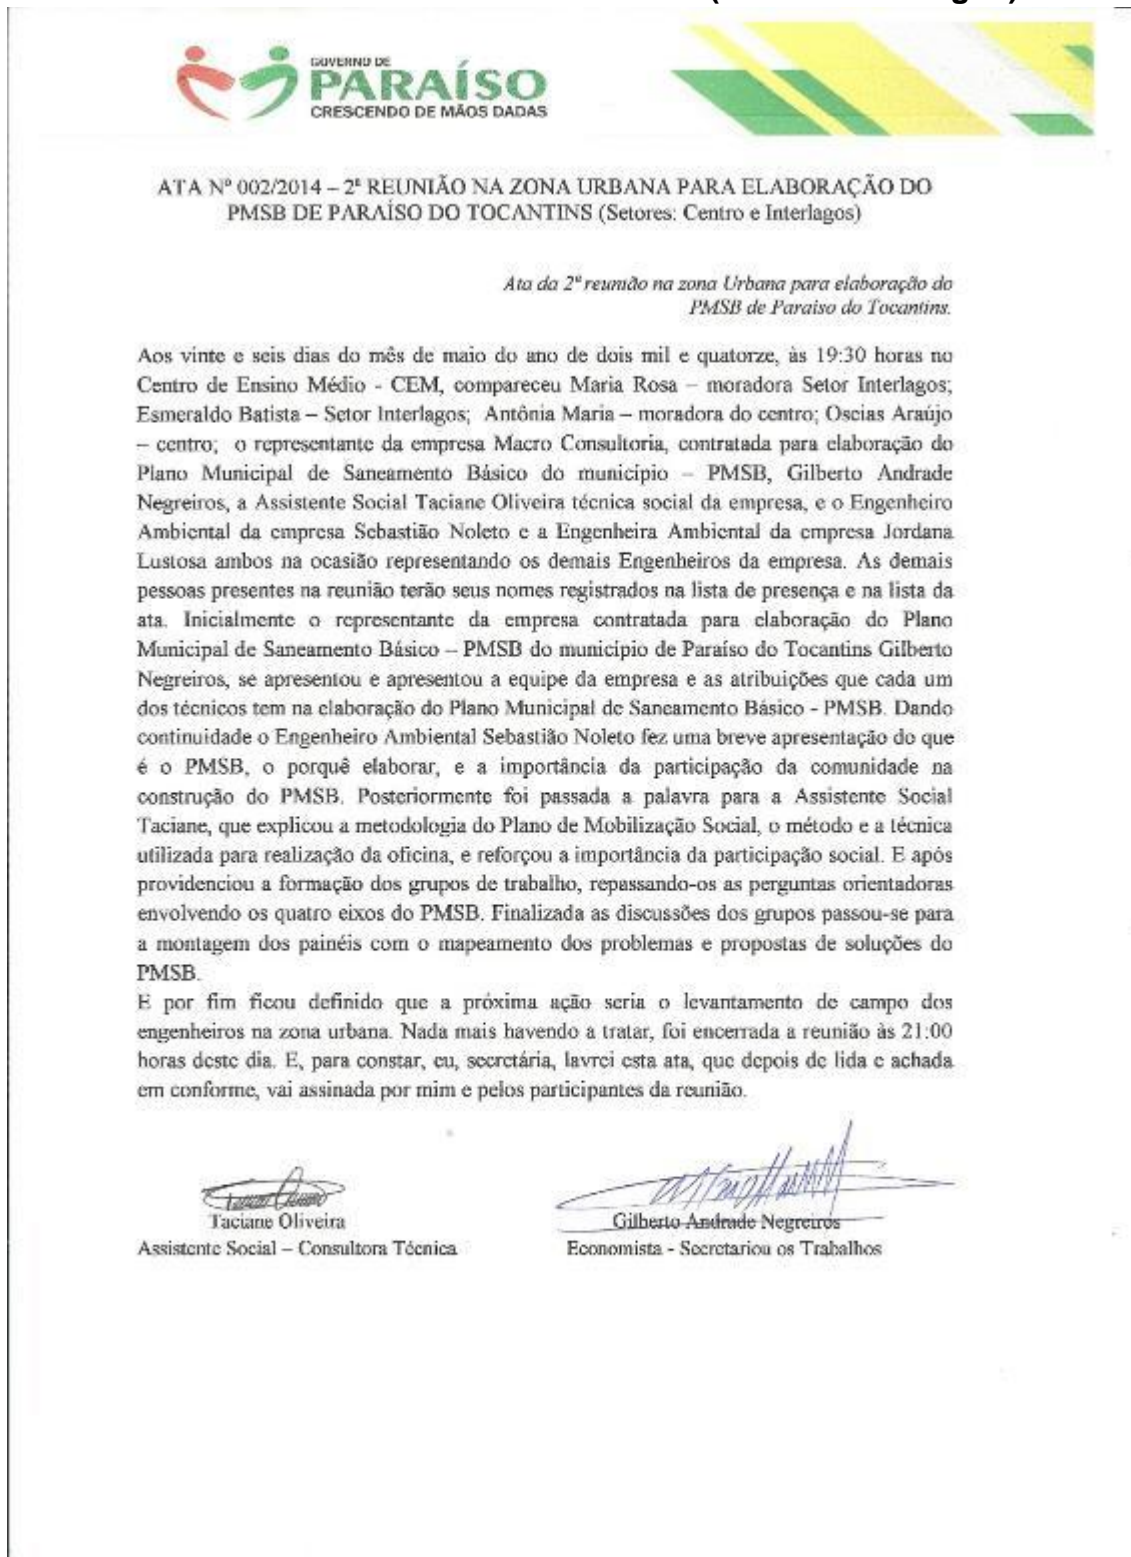 GOVERNO DE
PARAÍSO
CRESCENDO DE MÃOS DADAS
ATA Nº 002/2014 – 2ª REUNIÃO NA ZONA URBANA PARA ELABORAÇÃO DO
PMSB DE PARAÍSO DO TOCANTINS (Setores: Centro e Interlagos)
Ata da 2ª reunião na zona Urbana para elaboração do
PMSB de Paraíso do Tocantins.
Aos vinte e seis dias do mês de maio do ano de dois mil e quatorze, às 19:30 horas no
Centro de Ensino Médio - CEM, compareceu Maria Rosa – moradora Setor Interlagos;
Esmeraldo Batista – Setor Interlagos; Antônia Maria – moradora do centro; Oseias Araújo
– centro; o representante da empresa Macro Consultoria, contratada para elaboração do
Plano Municipal de Saneamento Básico do município – PMSB, Gilberto Andrade
Negreiros, a Assistente Social Taciane Oliveira técnica social da empresa, e o Engenheiro
Ambiental da empresa Sebastião Noleto e a Engenheira Ambiental da empresa Jordana
Lustosa ambos na ocasião representando os demais Engenheiros da empresa. As demais
pessoas presentes na reunião terão seus nomes registrados na lista de presença e na lista da
ata. Inicialmente o representante da empresa contratada para elaboração do Plano
Municipal de Saneamento Básico – PMSB do município de Paraíso do Tocantins Gilberto
Negreiros, se apresentou e apresentou a equipe da empresa e as atribuições que cada um
dos técnicos tem na elaboração do Plano Municipal de Saneamento Básico - PMSB. Dando
continuidade o Engenheiro Ambiental Sebastião Noleto fez uma breve apresentação do que
é o PMSB, o porquê elaborar, e a importância da participação da comunidade na
construção do PMSB. Posteriormente foi passada a palavra para a Assistente Social
Taciane, que explicou a metodologia do Plano de Mobilização Social, o método e a técnica
utilizada para realização da oficina, e reforçou a importância da participação social. E após
providenciou a formação dos grupos de trabalho, repassando-os as perguntas orientadoras
envolvendo os quatro eixos do PMSB. Finalizada as discussões dos grupos passou-se para
a montagem dos painéis com o mapeamento dos problemas e propostas de soluções do
PMSB.
E por fim ficou definido que a próxima ação seria o levantamento de campo dos
engenheiros na zona urbana. Nada mais havendo a tratar, foi encerrada a reunião às 21:00
horas deste dia. E, para constar, eu, secretária, lavrei esta ata, que depois de lida e achada
em conforme, vai assinada por mim e pelos participantes da reunião.
Taciane Oliveira
Assistente Social – Consultora Técnica
Gilberto Andrade Negreiros
Economista - Secretariou os Trabalhos